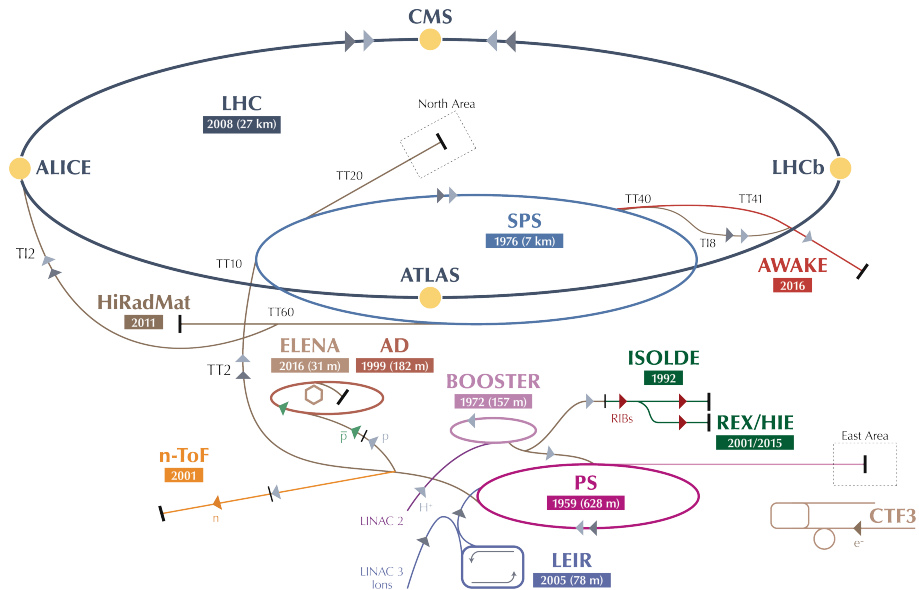 CMS
LHC
2008 (27 km)
North Area
ALICE
LHCb
TT20
TT40
TT41
SPS
1976 (7 km)
TI2
TT10
TI8
ATLAS
AWAKE
2016
HiRadMat
2011
TT60
ELENA
2016 (31 m)
AD
1999 (182 m)
TT2
ISOLDE
1992
BOOSTER
1972 (157 m)
RIBs
REX/HIE
2001/2015
p̅
p
East Area
n-ToF
2001
PS
1959 (628 m)
n
H⁺
LINAC 2
CTF3
e⁻
LEIR
2005 (78 m)
LINAC 3
Ions